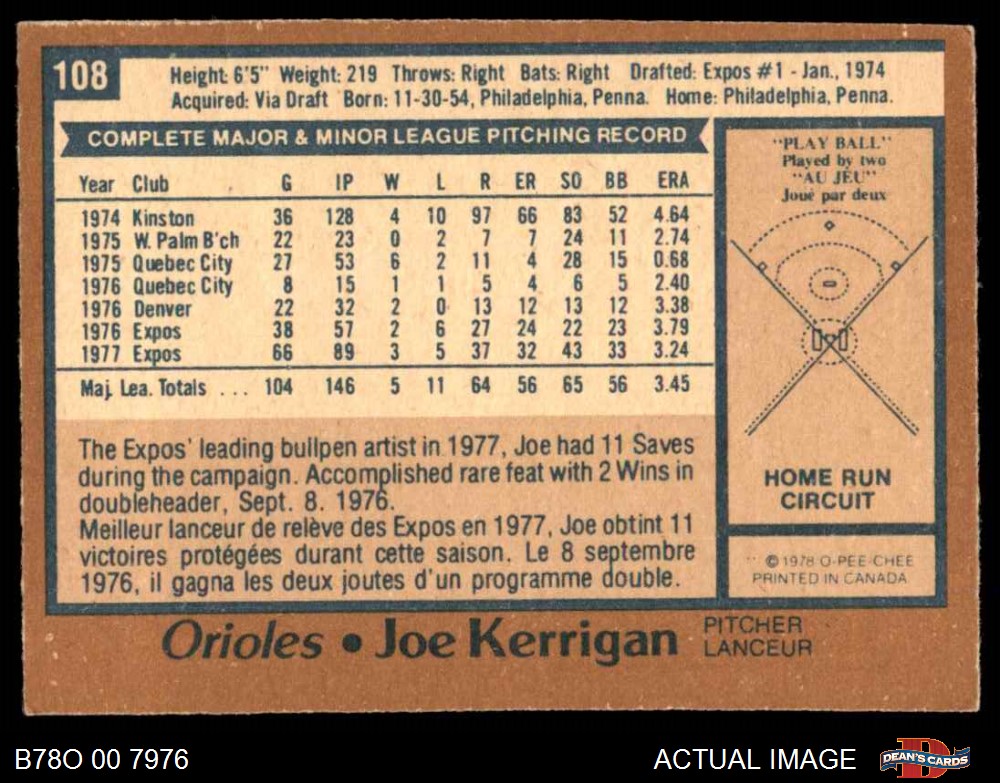 108
Height: 6'5" Weight: 219 Throws: Right Bats: Right Drafted: Expos #1 - Jan., 1974
Acquired: Via Draft Born: 11-30-54, Philadelphia, Penna. Home: Philadelphia, Penna.
COMPLETE MAJOR & MINOR LEAGUE PITCHING RECORD
Year Club G IP W L R ER SO BB ERA
1974 Kinston 36 128 4 10 97 66 83 52 4.64
1975 W. Palm B'ch 22 23 0 2 7 7 24 11 2.74
1975 Quebec City 27 53 6 2 11 4 28 15 0.68
1976 Quebec City 8 15 1 1 5 4 6 5 2.40
1976 Denver 22 32 2 0 13 12 13 12 3.38
1976 Expos 38 57 2 6 27 24 22 23 3.79
1977 Expos 66 89 3 5 37 32 43 33 3.24
Maj. Lea. Totals ... 104 146 5 11 64 56 65 56 3.45
The Expos' leading bullpen artist in 1977, Joe had 11 Saves
during the campaign. Accomplished rare feat with 2 Wins in
doubleheader, Sept. 8. 1976.
Meilleur lanceur de relève des Expos en 1977, Joe obtint 11
victoires protégées durant cette saison. Le 8 septembre
1976, il gagna les deux joutes d'un programme double.
"PLAY BALL"
Played by two
"AU JEU"
Joué par deux
HOME RUN
CIRCUIT
© 1978 O-PEE-CHEE
PRINTED IN CANADA
Orioles • Joe Kerrigan
PITCHER
LANCEUR
B78O 00 7976
ACTUAL IMAGE
D
DEAN'S CARDS